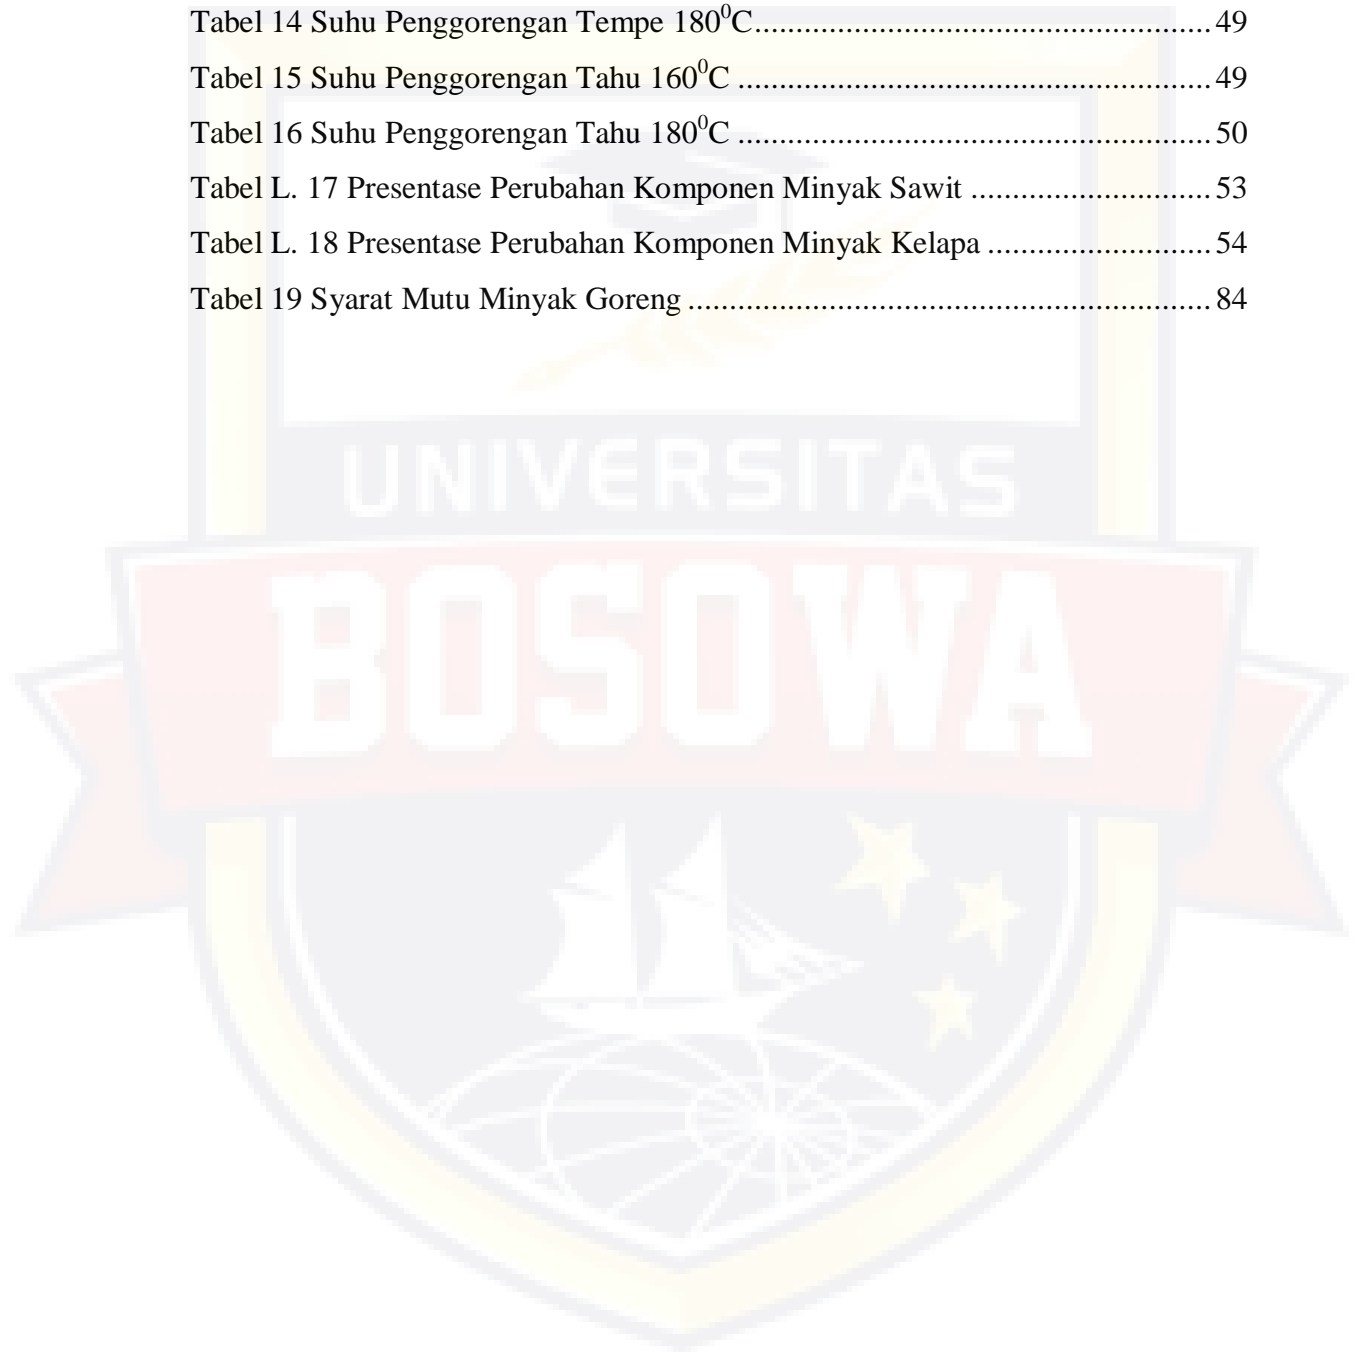 Tabel 14 Suhu Penggorengan Tempe 180⁰C....................................................... 49
Tabel 15 Suhu Penggorengan Tahu 160⁰C ......................................................... 49
Tabel 16 Suhu Penggorengan Tahu 180⁰C ......................................................... 50
Tabel L. 17 Presentase Perubahan Komponen Minyak Sawit ............................. 53
Tabel L. 18 Presentase Perubahan Komponen Minyak Kelapa ........................... 54
Tabel 19 Syarat Mutu Minyak Goreng ............................................................... 84
UNIVERSITAS
BOSOWA